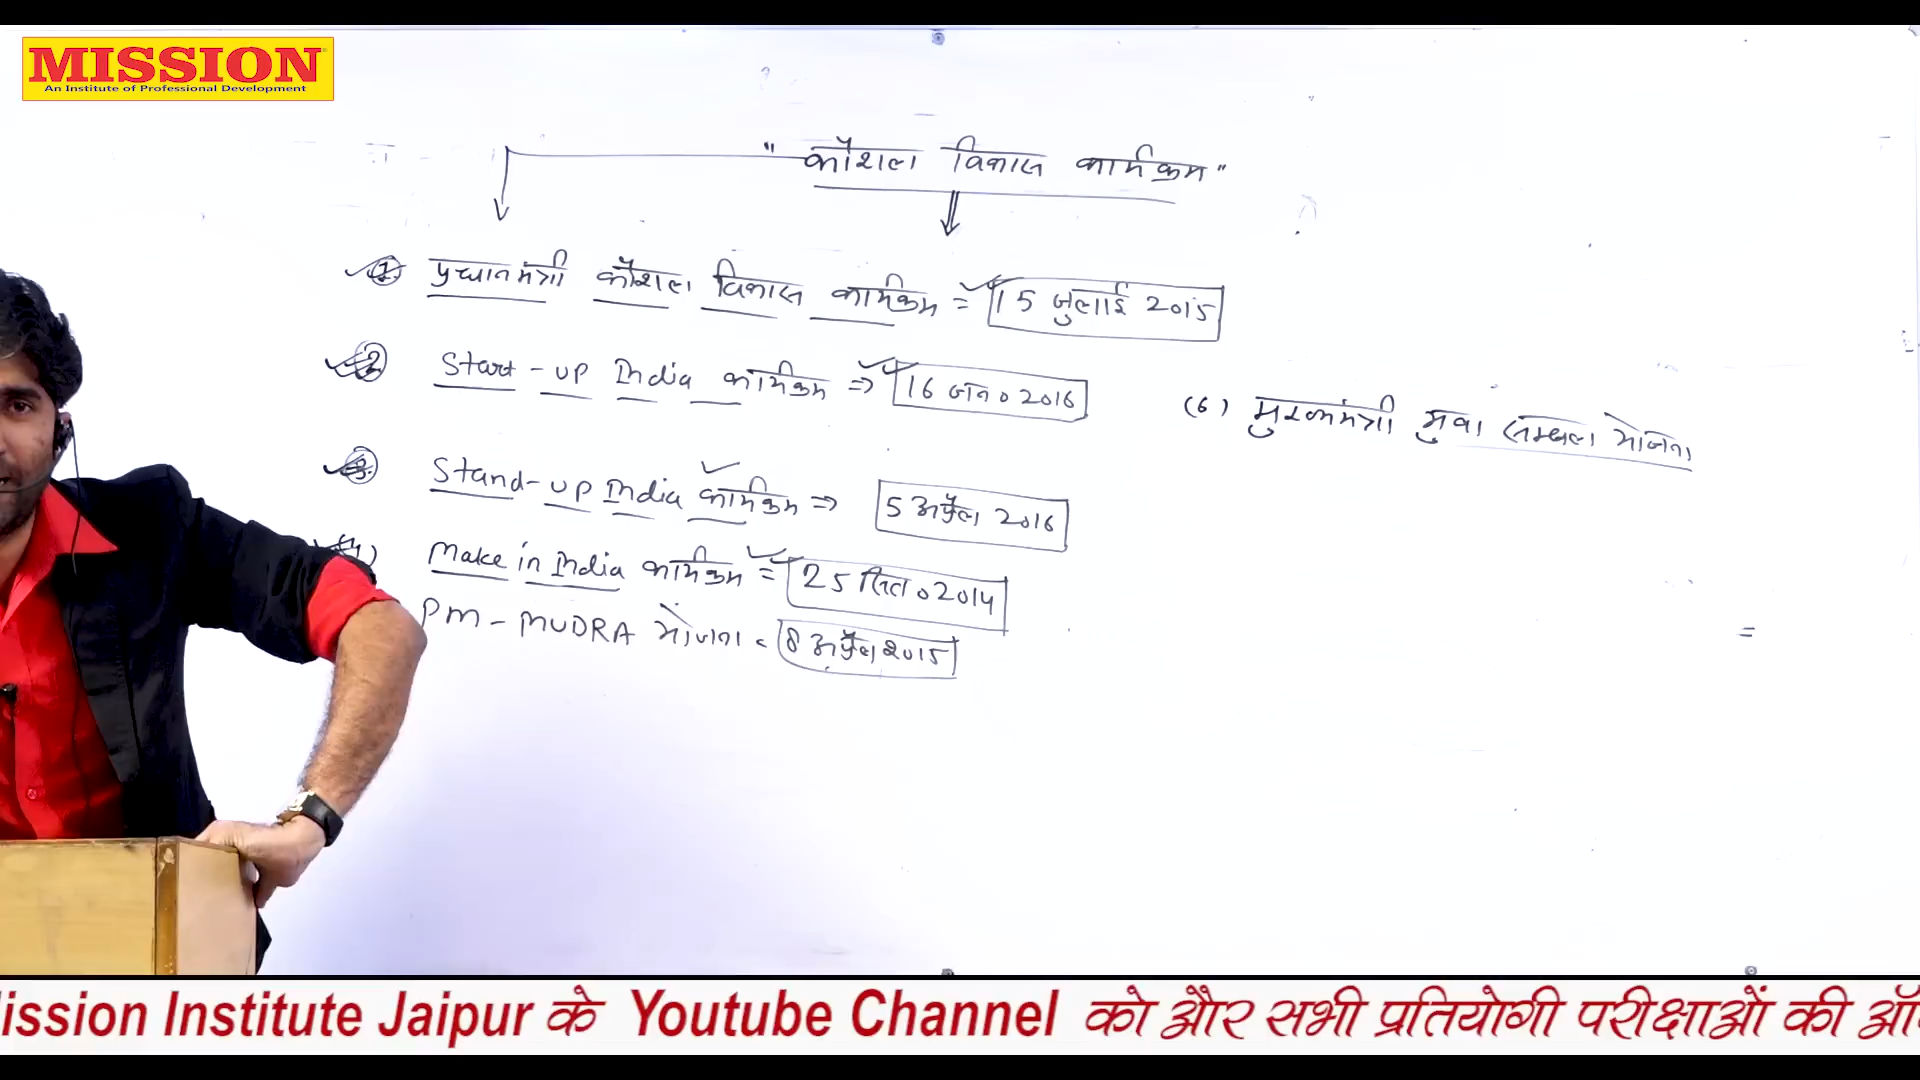 MISSION
An Institute of Professional Development
" कौशल विकास कार्यक्रम "
1. प्रधानमंत्री कौशल विकास कार्यक्रम = 15 जुलाई 2015
2 Start-up India कार्यक्रम ⇒ 16 जन० 2016
3. Stand-up India कार्यक्रम ⇒ 5 अप्रैल 2016
(4) Make in India कार्यक्रम = 25 सित० 2014
PM - MUDRA योजना = 8 अप्रैल 2015
(6) मुख्यमंत्री युवा सम्बल योजना
=
ission Institute Jaipur के Youtube Channel को और सभी प्रतियोगी परीक्षाओं की ऑ